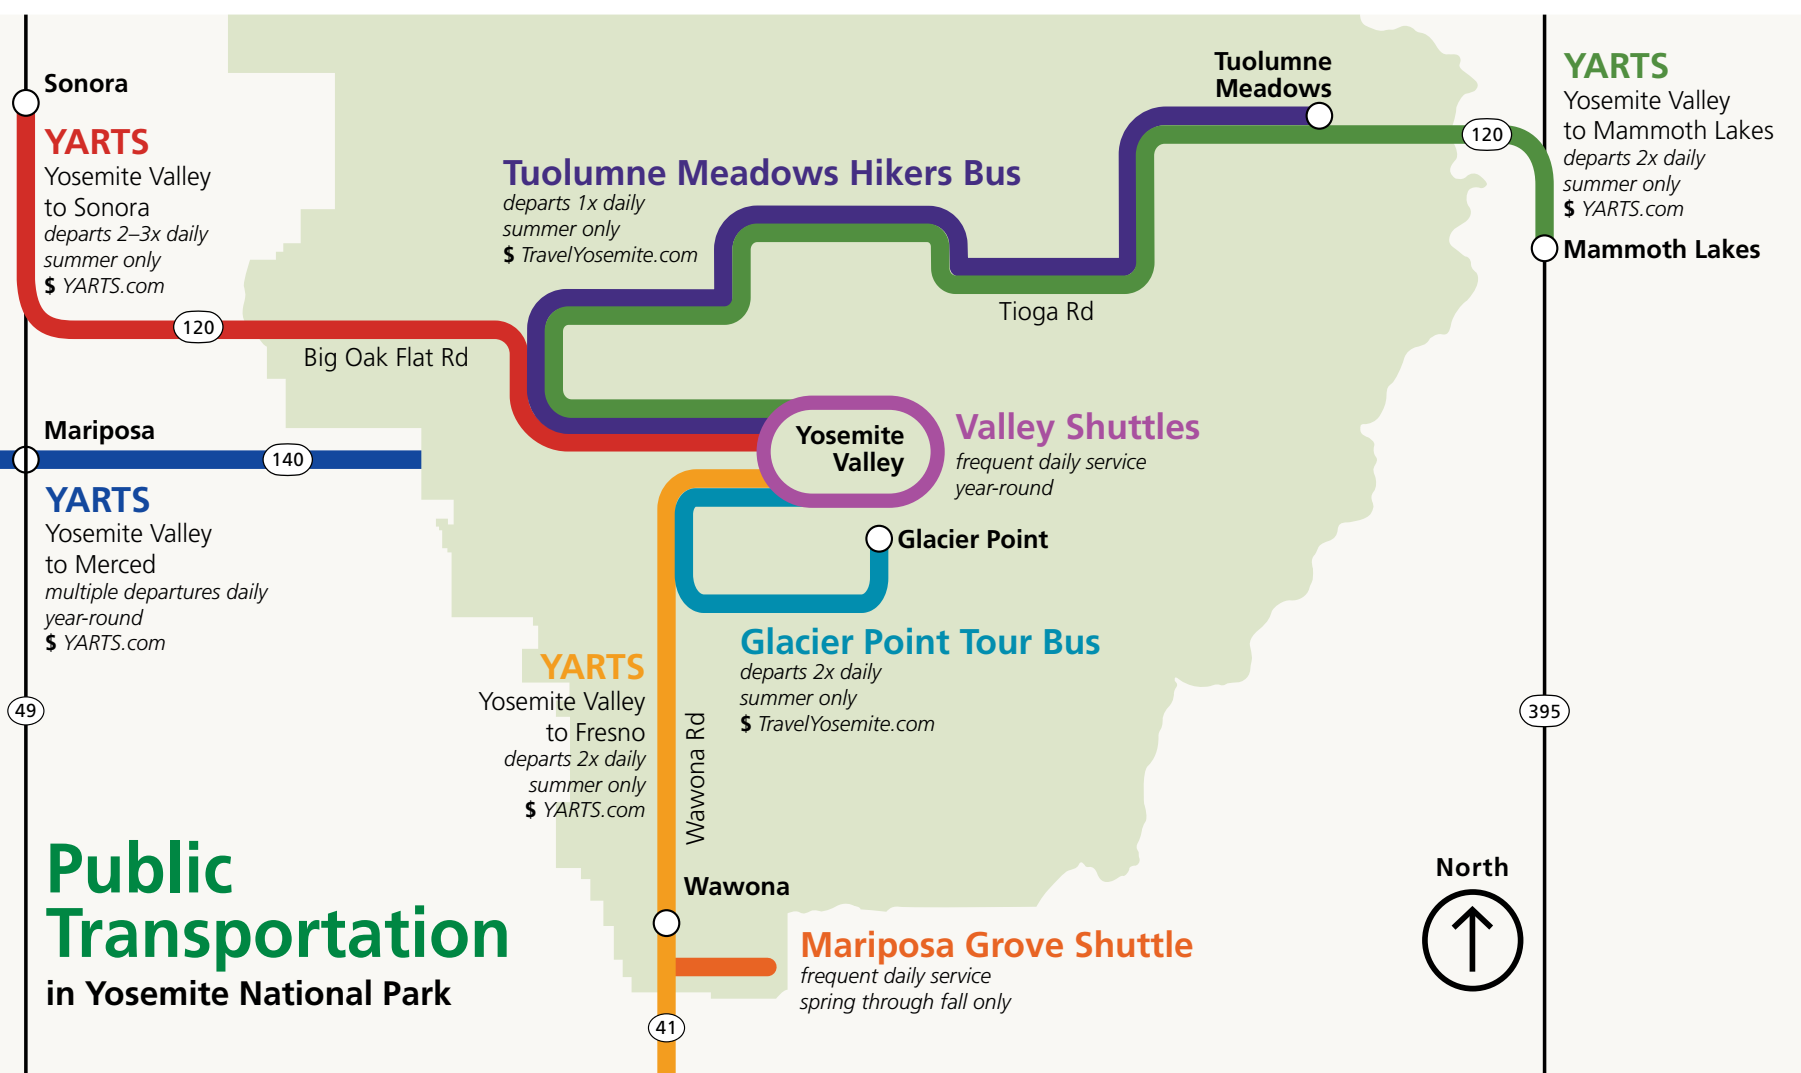 Sonora
YARTS
Yosemite Valley
to Sonora
departs 2–3x daily
summer only
$ YARTS.com
120
Big Oak Flat Rd
Mariposa
140
YARTS
Yosemite Valley
to Merced
multiple departures daily
year-round
$ YARTS.com
49
Tuolumne Meadows Hikers Bus
departs 1x daily
summer only
$ TravelYosemite.com
Tuolumne
Meadows
120
Tioga Rd
YARTS
Yosemite Valley
to Mammoth Lakes
departs 2x daily
summer only
$ YARTS.com
Mammoth Lakes
Yosemite
Valley
Valley Shuttles
frequent daily service
year-round
Glacier Point
Glacier Point Tour Bus
departs 2x daily
summer only
$ TravelYosemite.com
YARTS
Yosemite Valley
to Fresno
departs 2x daily
summer only
$ YARTS.com
Wawona Rd
395
Wawona
Mariposa Grove Shuttle
frequent daily service
spring through fall only
41
North
Public
Transportation
in Yosemite National Park